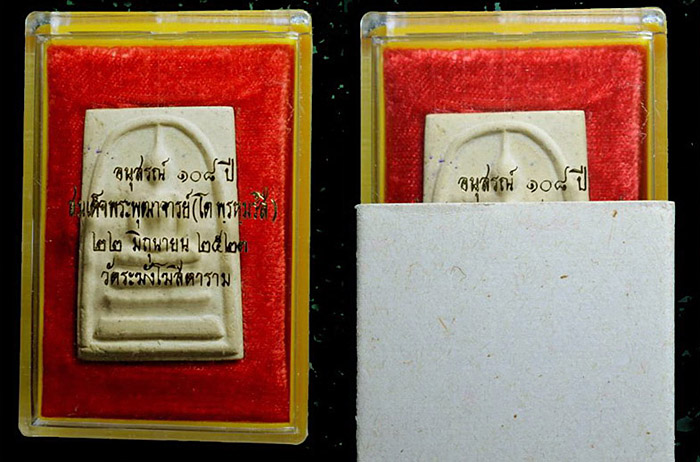 อนุสรณ์ ๑๐๘ ปี
สมเด็จพระพุฒาจารย์(โต พรหมรังสี)
๒๒ มิถุนายน ๒๕๒๓
วัดระฆังโฆสิตาราม
อนุสรณ์ ๑๐๘ ปี